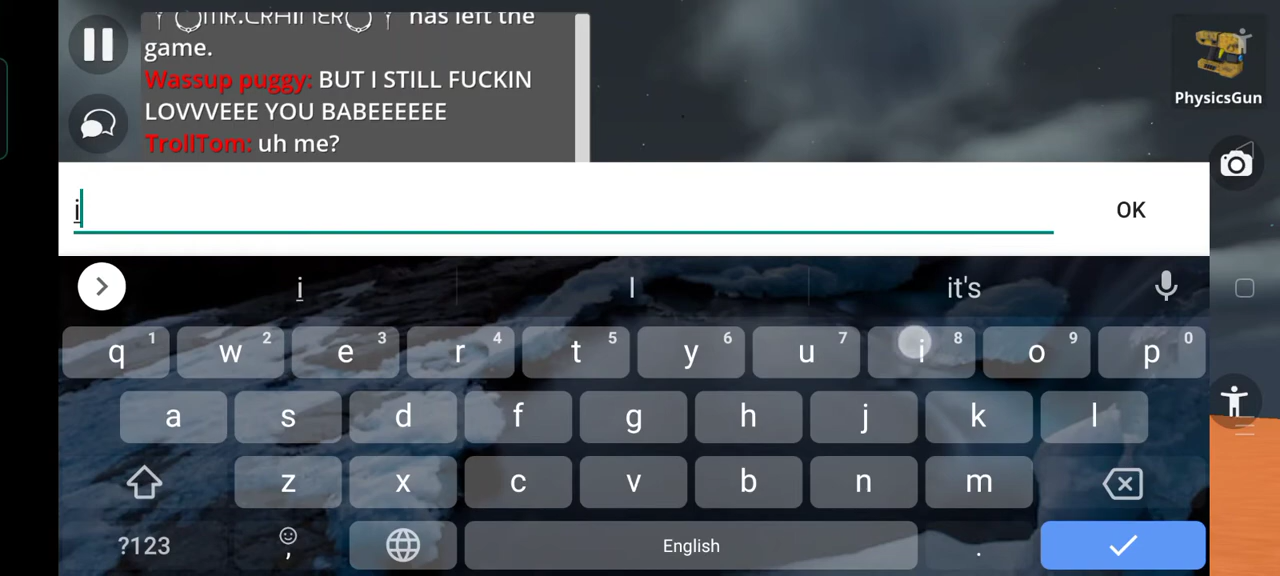 has left the
game.
Wassup puggy: BUT I STILL FUCKIN
LOVVVEEE YOU BABEEEEEE
TrollTom: uh me?
PhysicsGun
i
OK
i I it's
q 1 w 2 e 3 r 4 t 5 y 6 u 7 i 8 o 9 p 0
a s d f g h j k l
z x c v b n m
?123 , English .